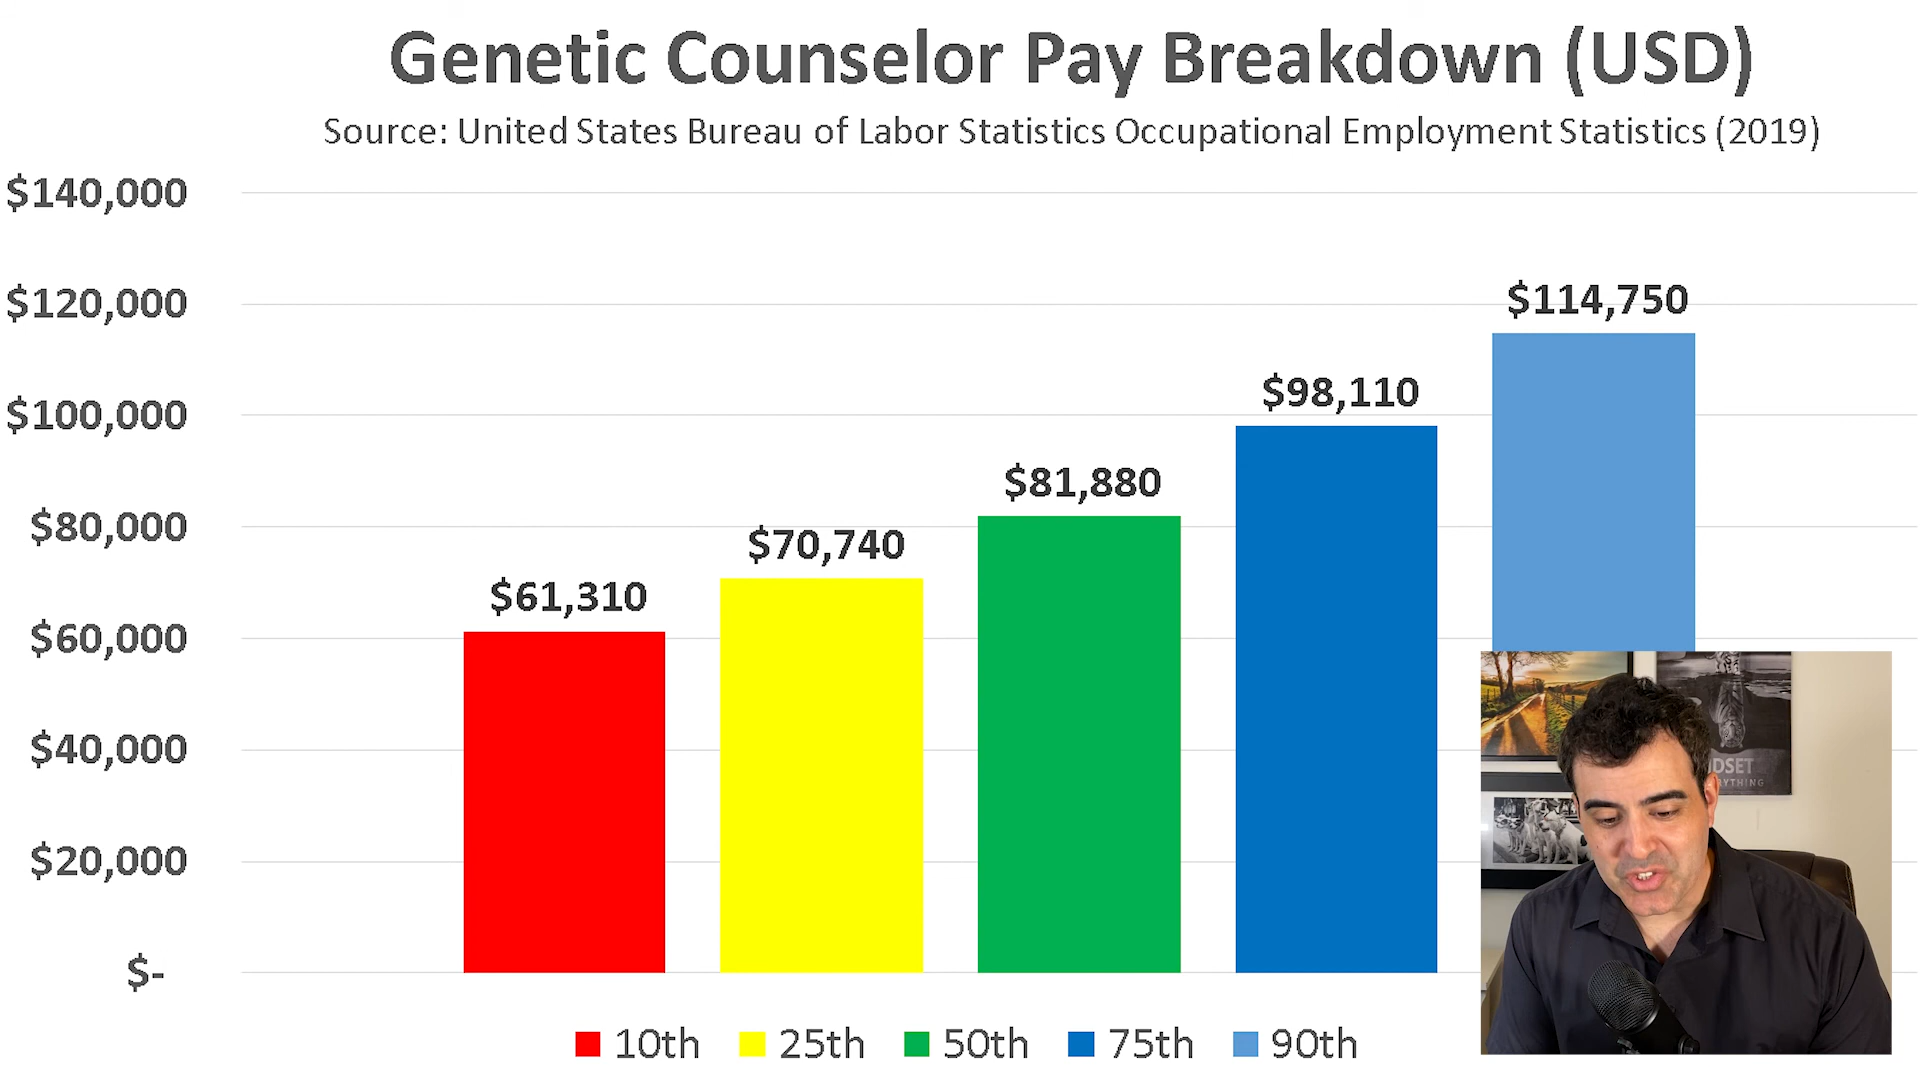 Genetic Counselor Pay Breakdown (USD)
Source: United States Bureau of Labor Statistics Occupational Employment Statistics (2019)
$140,000
$120,000
$100,000
$80,000
$60,000
$40,000
$20,000
$-
$61,310
$70,740
$81,880
$98,110
$114,750
10th
25th
50th
75th
90th
DSET
RYTHING